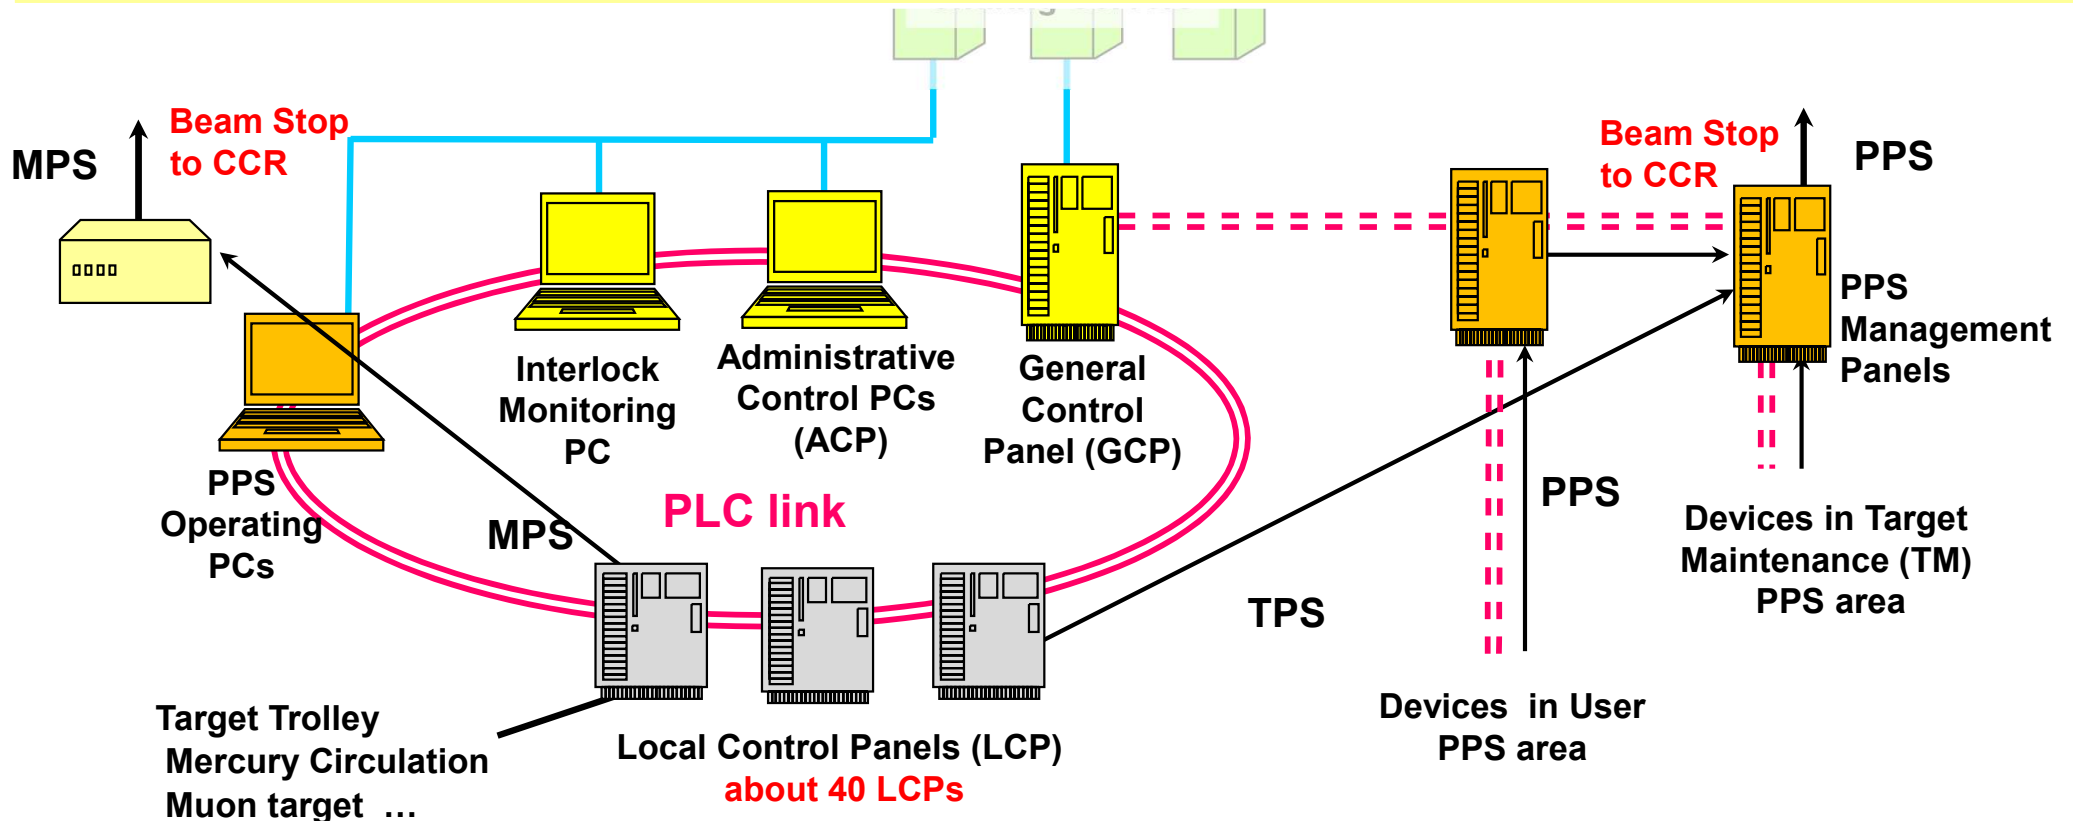 MPS
Beam Stop
to CCR
Beam Stop
to CCR
PPS
PPS
Management
Panels
Interlock
Monitoring
PC
Administrative
Control PCs
(ACP)
General
Control
Panel (GCP)
PPS
Operating
PCs
MPS
PLC link
PPS
Devices in Target
Maintenance (TM)
PPS area
TPS
Devices in User
PPS area
Target Trolley
Mercury Circulation
Muon target …
Local Control Panels (LCP)
about 40 LCPs